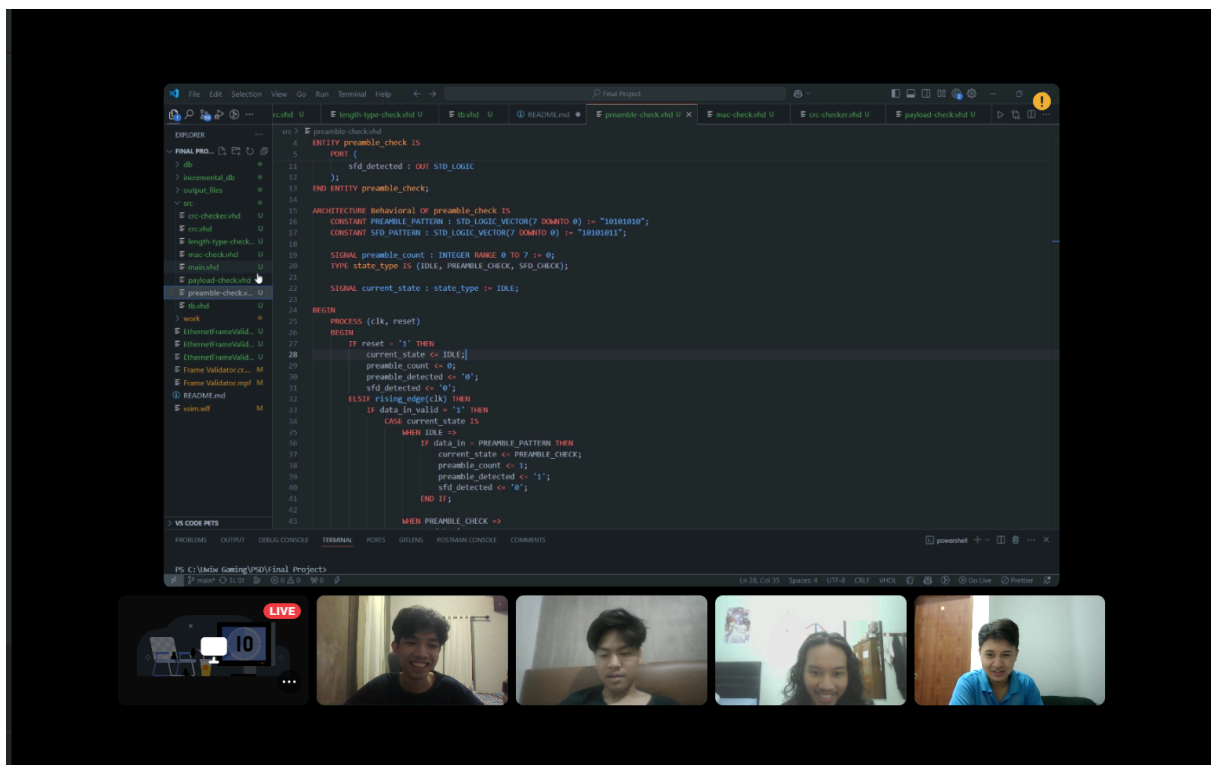 File Edit Selection View Go Run Terminal Help
Final Project
rc.vhd U
length-type-check.vhd U
tb.vhd U
README.md
preamble-check.vhd U
mac-check.vhd U
crc-checker.vhd U
payload-check.vhd U
EXPLORER
FINAL PRO...
db
incremental_db
output_files
src
crc-checker.vhd U
crc.vhd U
length-type-check... U
mac-check.vhd U
main.vhd U
payload-check.vhd
preamble-check.v... U
tb.vhd U
work
EthernetFrameValid... U
EthernetFrameValid... U
EthernetFrameValid... U
Frame Validator.cr... M
Frame Validator.mpf M
README.md
vsim.wlf M
VS CODE PETS
src > preamble-check.vhd
4 ENTITY preamble_check IS
5 PORT (
11 sfd_detected : OUT STD_LOGIC
12 );
13 END ENTITY preamble_check;
14
15 ARCHITECTURE Behavioral OF preamble_check IS
16 CONSTANT PREAMBLE_PATTERN : STD_LOGIC_VECTOR(7 DOWNTO 0) := "10101010";
17 CONSTANT SFD_PATTERN : STD_LOGIC_VECTOR(7 DOWNTO 0) := "10101011";
18
19 SIGNAL preamble_count : INTEGER RANGE 0 TO 7 := 0;
20 TYPE state_type IS (IDLE, PREAMBLE_CHECK, SFD_CHECK);
21
22 SIGNAL current_state : state_type := IDLE;
23
24 BEGIN
25 PROCESS (clk, reset)
26 BEGIN
27 IF reset = '1' THEN
28 current_state <= IDLE;
29 preamble_count <= 0;
30 preamble_detected <= '0';
31 sfd_detected <= '0';
32 ELSIF rising_edge(clk) THEN
33 IF data_in_valid = '1' THEN
34 CASE current_state IS
35 WHEN IDLE =>
36 IF data_in = PREAMBLE_PATTERN THEN
37 current_state <= PREAMBLE_CHECK;
38 preamble_count <= 1;
39 preamble_detected <= '1';
40 sfd_detected <= '0';
41 END IF;
42
43 WHEN PREAMBLE_CHECK =>
PROBLEMS OUTPUT DEBUG CONSOLE TERMINAL PORTS GITLENS POSTMAN CONSOLE COMMENTS
powershell
PS C:\Uwiw Gaming\PSD\Final Project>
main* 0 0 0 Ln 28, Col 35 Spaces: 4 UTF-8 CRLF VHDL Go Live Prettier
LIVE
10